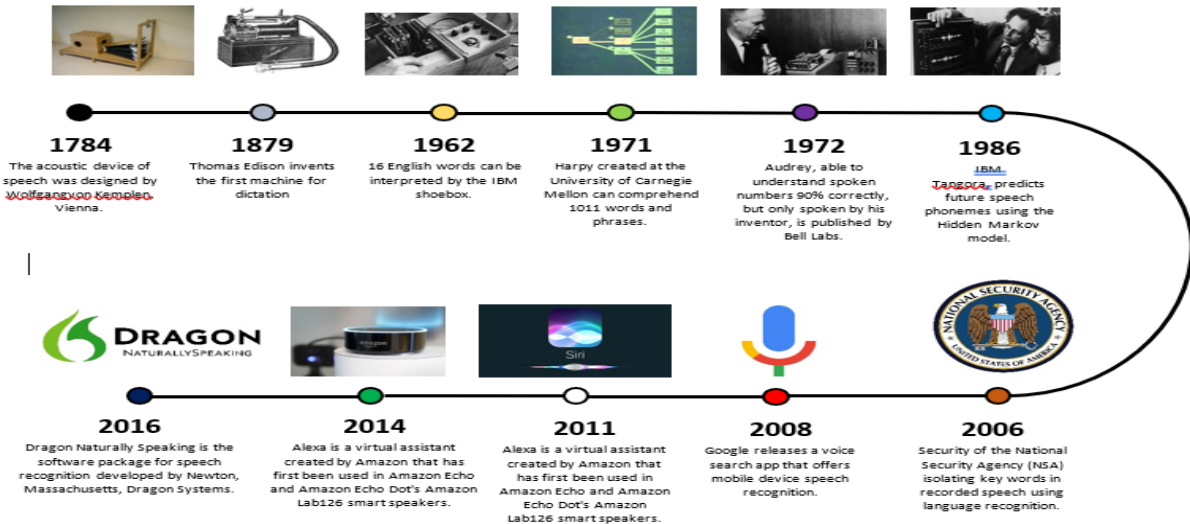 1784
The acoustic device of
speech was designed by
Wolfgangvon Kemplen
Vienna.
1879
Thomas Edison invents
the first machine for
dictation
1962
16 English words can be
interpreted by the IBM
shoebox.
1971
Harpy created at the
University of Carnegie
Mellon can comprehend
1011 words and
phrases.
1972
Audrey, able to
understand spoken
numbers 90% correctly,
but only spoken by his
inventor, is published by
Bell Labs.
1986
IBM
Tangora, predicts
future speech
phonemes using the
Hidden Markov
model.
DRAGON
NATURALLYSPEAKING
amazon
Siri
NATIONAL SECURITY AGENCY
UNITED STATES OF AMERICA
2016
Dragon Naturally Speaking is the
software package for speech
recognition developed by Newton,
Massachusetts, Dragon Systems.
2014
Alexa is a virtual assistant
created by Amazon that has
first been used in Amazon Echo
and Amazon Echo Dot's Amazon
Lab126 smart speakers.
2011
Alexa is a virtual assistant
created by Amazon that
has first been used in
Amazon Echo and Amazon
Echo Dot's Amazon
Lab126 smart speakers.
2008
Google releases a voice
search app that offers
mobile device speech
recognition.
2006
Security of the National
Security Agency (NSA)
isolating key words in
recorded speech using
language recognition.